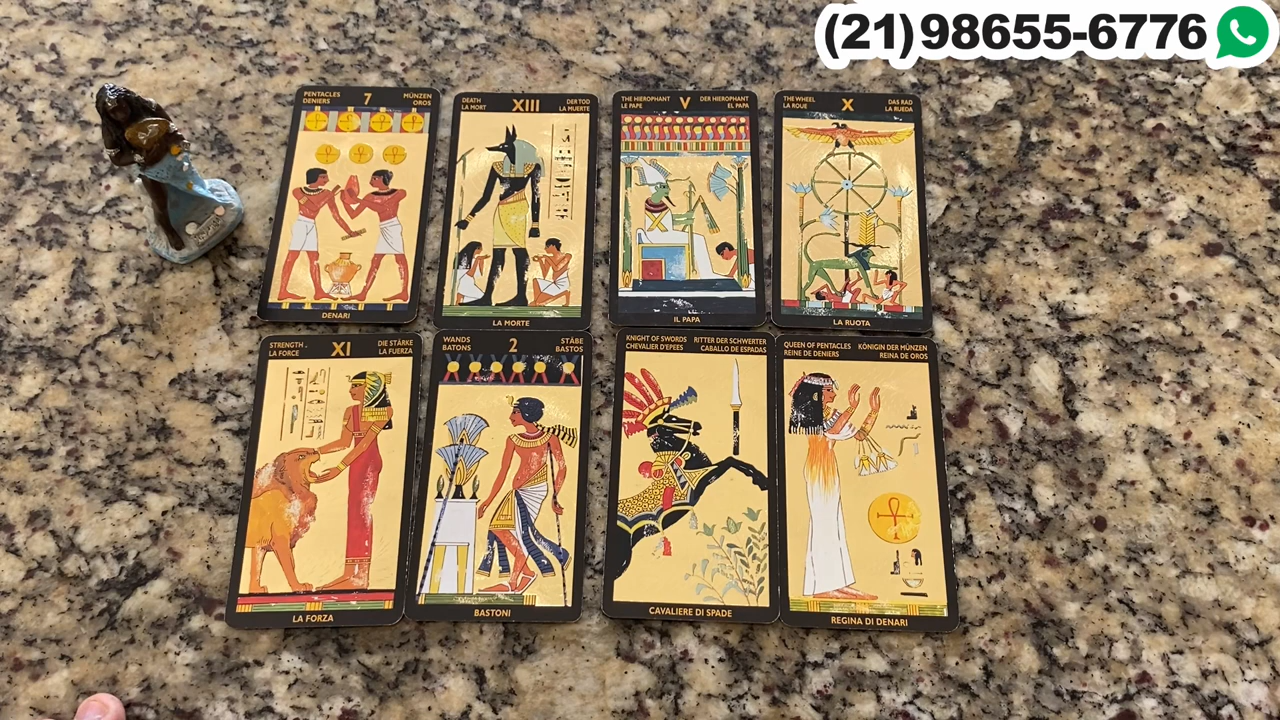 (21)98655-6776
PENTACLES 7 MÜNZEN
DENIERS OROS
DENARI
DEATH XIII DER TOD
LA MORT LA MUERTE
LA MORTE
THE HIEROPHANT V DER HIEROPHANT
LE PAPE EL PAPA
IL PAPA
THE WHEEL X DAS RAD
LA ROUE LA RUEDA
LA RUOTA
STRENGTH XI DIE STÄRKE
LA FORCE LA FUERZA
LA FORZA
WANDS 2 STÄBE
BATONS BASTOS
BASTONI
KNIGHT OF SWORDS RITTER DER SCHWERTER
CHEVALIER D'EPEES CABALLO DE ESPADAS
CAVALIERE DI SPADE
QUEEN OF PENTACLES KÖNIGIN DER MÜNZEN
REINE DE DENIERS REINA DE OROS
REGINA DI DENARI